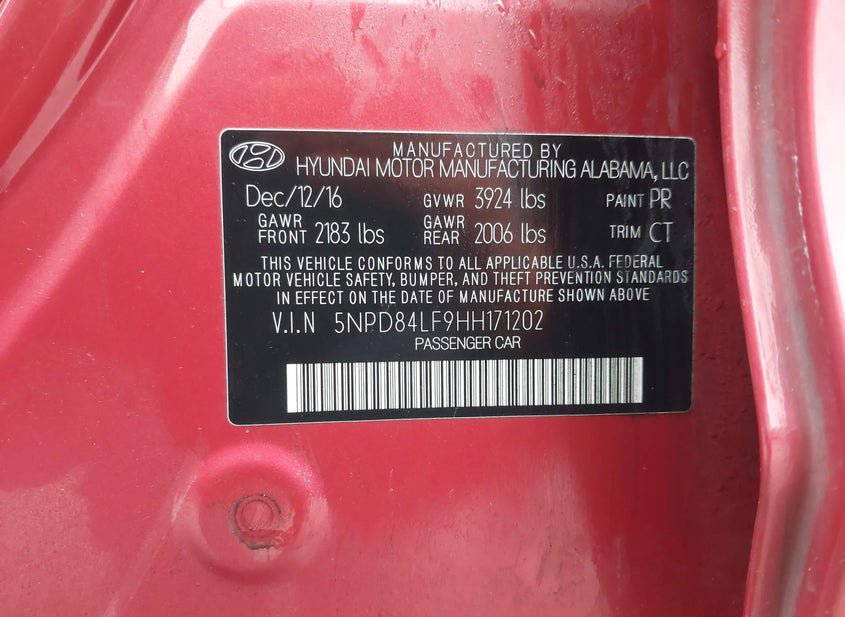 MANUFACTURED BY
HYUNDAI MOTOR MANUFACTURING ALABAMA, LLC
Dec/12/16 GVWR 3924 lbs PAINT PR
GAWR FRONT 2183 lbs GAWR REAR 2006 lbs TRIM CT
THIS VEHICLE CONFORMS TO ALL APPLICABLE U.S.A. FEDERAL
MOTOR VEHICLE SAFETY, BUMPER, AND THEFT PREVENTION STANDARDS
IN EFFECT ON THE DATE OF MANUFACTURE SHOWN ABOVE
V.I.N 5NPD84LF9HH171202
PASSENGER CAR